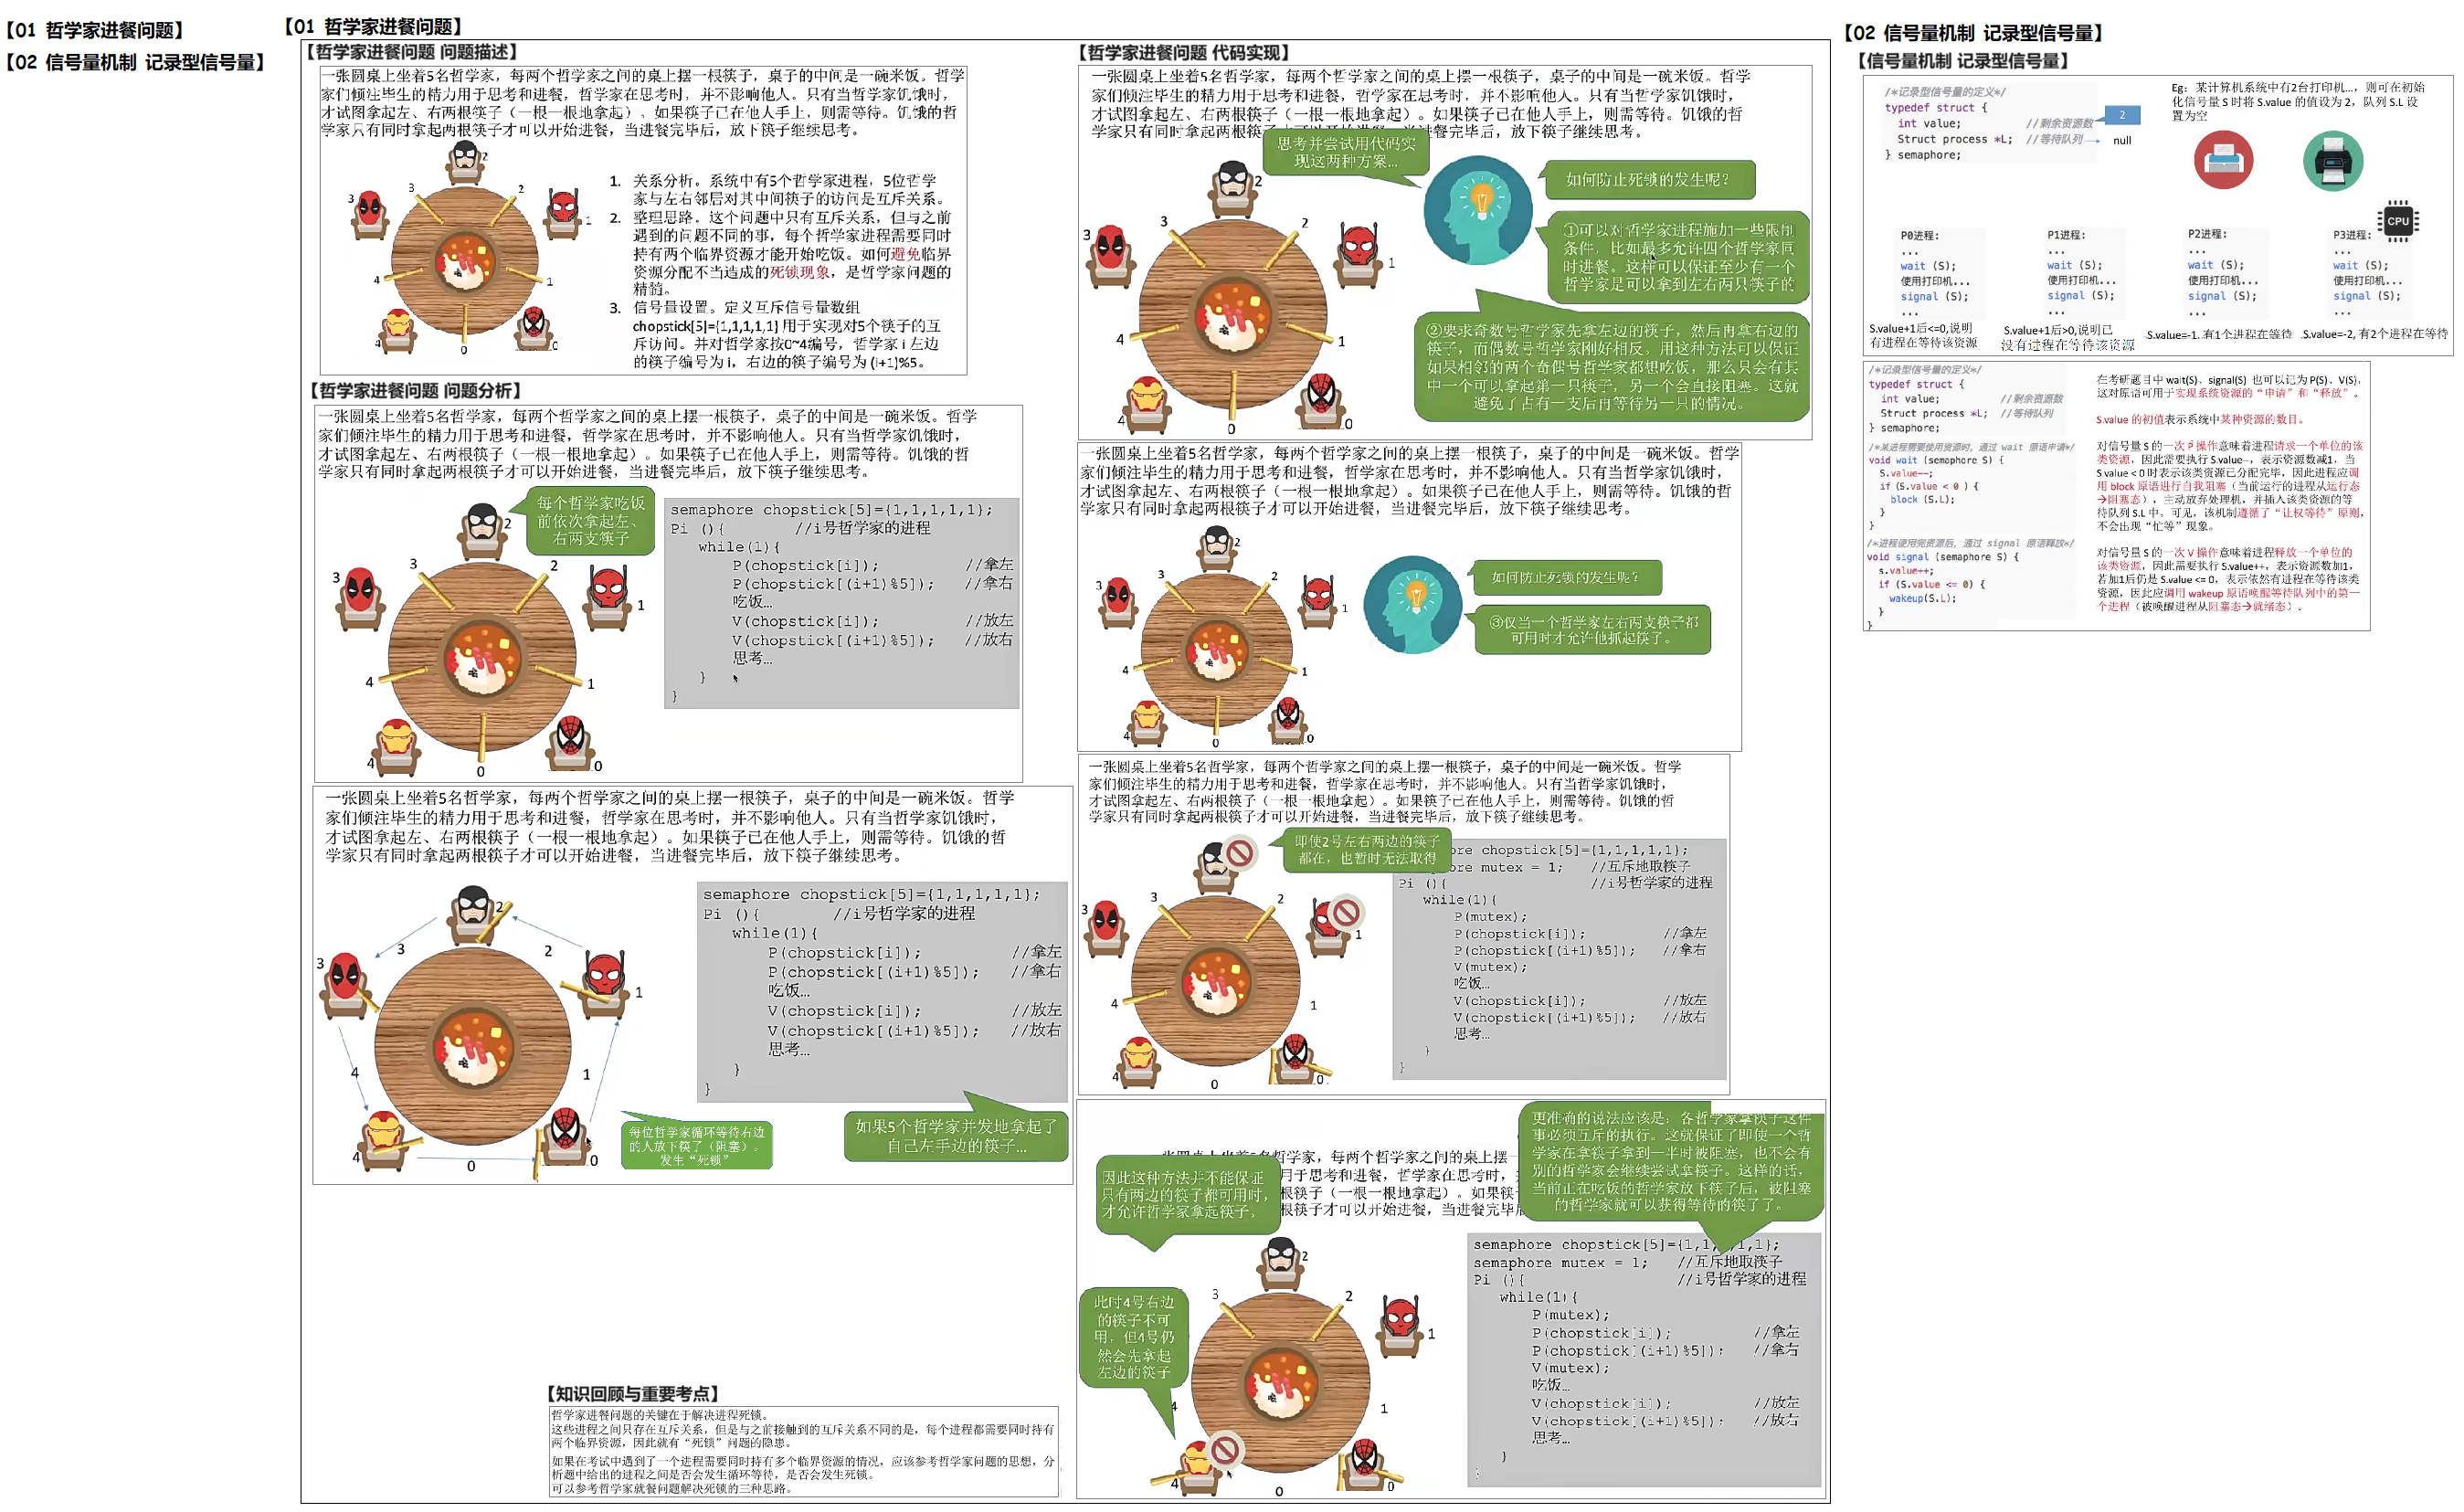 【01 哲学家进餐问题】
【02 信号量机制 记录型信号量】
【01 哲学家进餐问题】
【哲学家进餐问题 问题描述】
一张圆桌上坐着5名哲学家，每两个哲学家之间的桌上摆一根筷子，桌子的中间是一碗米饭。哲学
家们倾注毕生的精力用于思考和进餐，哲学家在思考时，并不影响他人。只有当哲学家饥饿时，
才试图拿起左、右两根筷子（一根一根地拿起）。如果筷子已在他人手上，则需等待。饥饿的哲
学家只有同时拿起两根筷子才可以开始进餐，当进餐完毕后，放下筷子继续思考。
2
3
2
3
1
4
1
4
0
0
1. 关系分析。系统中有5个哲学家进程，5位哲学
家与左右邻居对其中间筷子的访问是互斥关系。
2. 整理思路。这个问题中只有互斥关系，但与之前
遇到的问题不同的事，每个哲学家进程需要同时
持有两个临界资源才能开始吃饭。如何避免临界
资源分配不当造成的死锁现象，是哲学家问题的
精髓。
3. 信号量设置。定义互斥信号量数组
chopstick[5]={1,1,1,1,1} 用于实现对5个筷子的互
斥访问。并对哲学家按0~4编号，哲学家 i 左边
的筷子编号为 i，右边的筷子编号为 (i+1)%5。
【哲学家进餐问题 问题分析】
一张圆桌上坐着5名哲学家，每两个哲学家之间的桌上摆一根筷子，桌子的中间是一碗米饭。哲学
家们倾注毕生的精力用于思考和进餐，哲学家在思考时，并不影响他人。只有当哲学家饥饿时，
才试图拿起左、右两根筷子（一根一根地拿起）。如果筷子已在他人手上，则需等待。饥饿的哲
学家只有同时拿起两根筷子才可以开始进餐，当进餐完毕后，放下筷子继续思考。
每个哲学家吃饭
前依次拿起左、
右两支筷子
2
3
2
3
1
4
1
4
0
0
semaphore chopstick[5]={1,1,1,1,1};
Pi (){ //i号哲学家的进程
while(1){
P(chopstick[i]); //拿左
P(chopstick[(i+1)%5]); //拿右
吃饭…
V(chopstick[i]); //放左
V(chopstick[(i+1)%5]); //放右
思考…
}
}
一张圆桌上坐着5名哲学家，每两个哲学家之间的桌上摆一根筷子，桌子的中间是一碗米饭。哲学
家们倾注毕生的精力用于思考和进餐，哲学家在思考时，并不影响他人。只有当哲学家饥饿时，
才试图拿起左、右两根筷子（一根一根地拿起）。如果筷子已在他人手上，则需等待。饥饿的哲
学家只有同时拿起两根筷子才可以开始进餐，当进餐完毕后，放下筷子继续思考。
2
3
2
3
1
4
1
4
0
0
semaphore chopstick[5]={1,1,1,1,1};
Pi (){ //i号哲学家的进程
while(1){
P(chopstick[i]); //拿左
P(chopstick[(i+1)%5]); //拿右
吃饭…
V(chopstick[i]); //放左
V(chopstick[(i+1)%5]); //放右
思考…
}
}
每位哲学家循环等待右边
的人放下筷子（阻塞）。
发生“死锁”
如果5个哲学家并发地拿起了
自己左手边的筷子…
【知识回顾与重要考点】
哲学家进餐问题的关键在于解决进程死锁。
这些进程之间只存在互斥关系，但是与之前接触到的互斥关系不同的是，每个进程都需要同时持有
两个临界资源，因此就有“死锁”问题的隐患。
如果在考试中遇到了一个进程需要同时持有多个临界资源的情况，应该参考哲学家问题的思想，分
析题中给出的进程之间是否会发生循环等待，是否会发生死锁。
可以参考哲学家就餐问题解决死锁的三种思路。
【哲学家进餐问题 代码实现】
一张圆桌上坐着5名哲学家，每两个哲学家之间的桌上摆一根筷子，桌子的中间是一碗米饭。哲学
家们倾注毕生的精力用于思考和进餐，哲学家在思考时，并不影响他人。只有当哲学家饥饿时，
才试图拿起左、右两根筷子（一根一根地拿起）。如果筷子已在他人手上，则需等待。饥饿的哲
学家只有同时拿起两根筷 餐完毕后，放下筷子继续思考。
思考并尝试用代码实
现这两种方案…
如何防止死锁的发生呢？
①可以对哲学家进程施加一些限制
条件，比如最多允许四个哲学家同
时进餐。这样可以保证至少有一个
哲学家是可以拿到左右两只筷子的
②要求奇数号哲学家先拿左边的筷子，然后再拿右边的
筷子，而偶数号哲学家刚好相反。用这种方法可以保证
如果相邻的两个奇偶号哲学家都想吃饭，那么只会有其
中一个可以拿起第一只筷子，另一个会直接阻塞。这就
避免了占有一支后再等待另一只的情况。
2
3
2
3
1
4
1
4
0
0
一张圆桌上坐着5名哲学家，每两个哲学家之间的桌上摆一根筷子，桌子的中间是一碗米饭。哲学
家们倾注毕生的精力用于思考和进餐，哲学家在思考时，并不影响他人。只有当哲学家饥饿时，
才试图拿起左、右两根筷子（一根一根地拿起）。如果筷子已在他人手上，则需等待。饥饿的哲
学家只有同时拿起两根筷子才可以开始进餐，当进餐完毕后，放下筷子继续思考。
如何防止死锁的发生呢？
③仅当一个哲学家左右两支筷子都
可用时才允许他抓起筷子。
2
3
2
3
1
4
1
4
0
0
一张圆桌上坐着5名哲学家，每两个哲学家之间的桌上摆一根筷子，桌子的中间是一碗米饭。哲学
家们倾注毕生的精力用于思考和进餐，哲学家在思考时，并不影响他人。只有当哲学家饥饿时，
才试图拿起左、右两根筷子（一根一根地拿起）。如果筷子已在他人手上，则需等待。饥饿的哲
学家只有同时拿起两根筷子才可以开始进餐，当进餐完毕后，放下筷子继续思考。
即使2号左右两边的筷子
都在，也暂时无法取得
3
2
3
1
4
1
4
0
0
ore chopstick[5]={1,1,1,1,1};
ore mutex = 1; //互斥地取筷子
Pi (){ //i号哲学家的进程
while(1){
P(mutex);
P(chopstick[i]); //拿左
P(chopstick[(i+1)%5]); //拿右
V(mutex);
吃饭…
V(chopstick[i]); //放左
V(chopstick[(i+1)%5]); //放右
思考…
}
}
更准确的说法应该是：各哲学家拿筷子这件
事必须互斥的执行。这就保证了即使一个哲
学家在拿筷子拿到一半时被阻塞，也不会有
别的哲学家会继续尝试拿筷子。这样的话，
当前正在吃饭的哲学家放下筷子后，被阻塞
的哲学家就可以获得等待的筷子了。
哲学家，每两个哲学家之间的桌上摆一
用于思考和进餐，哲学家在思考时，
根筷子（一根一根地拿起）。如果筷
根筷子才可以开始进餐，当进餐完毕后
因此这种方法并不能保证
只有两边的筷子都可用时，
才允许哲学家拿起筷子。
此时4号右边
的筷子不可
用，但4号仍
然会先拿起
左边的筷子
2
3
2
1
1
4
4
0
0
semaphore chopstick[5]={1,1,1,1,1};
semaphore mutex = 1; //互斥地取筷子
Pi (){ //i号哲学家的进程
while(1){
P(mutex);
P(chopstick[i]); //拿左
P(chopstick[(i+1)%5]); //拿右
V(mutex);
吃饭…
V(chopstick[i]); //放左
V(chopstick[(i+1)%5]); //放右
思考…
}
【02 信号量机制 记录型信号量】
【信号量机制 记录型信号量】
/*记录型信号量的定义*/
typedef struct {
int value; //剩余资源数
Struct process *L; //等待队列
} semaphore;
2
null
Eg：某计算机系统中有2台打印机…，则可在初始
化信号量 S 时将 S.value 的值设为 2，队列 S.L 设
置为空
CPU
P0进程：
...
wait (S);
使用打印机...
signal (S);
...
P1进程：
...
wait (S);
使用打印机...
signal (S);
...
P2进程：
...
wait (S);
使用打印机...
signal (S);
...
P3进程：
...
wait (S);
使用打印机...
signal (S);
...
S.value+1后<=0,说明
有进程在等待该资源
S.value+1后>0,说明已
没有进程在等待该资源
S.value=-1, 有1个进程在等待
S.value=-2, 有2个进程在等待
/*记录型信号量的定义*/
typedef struct {
int value; //剩余资源数
Struct process *L; //等待队列
} semaphore;
/*某进程需要使用资源时，通过 wait 原语申请*/
void wait (semaphore S) {
S.value--;
if (S.value < 0 ) {
block (S.L);
}
}
/*进程使用完资源后，通过 signal 原语释放*/
void signal (semaphore S) {
s.value++;
if (S.value <= 0) {
wakeup(S.L);
}
}
在考研题目中 wait(S)、signal(S) 也可以记为 P(S)、V(S)，
这对原语可用于实现系统资源的“申请”和“释放”。
S.value 的初值表示系统中某种资源的数目。
对信号量 S 的一次 P 操作意味着进程请求一个单位的该
类资源，因此需要执行 S.value--，表示资源数减1，当
S.value < 0 时表示该类资源已分配完毕，因此进程应调
用 block 原语进行自我阻塞（当前运行的进程从运行态
→阻塞态），主动放弃处理机，并插入该类资源的等
待队列 S.L 中。可见，该机制遵循了“让权等待”原则，
不会出现“忙等”现象。
对信号量 S 的一次 V 操作意味着进程释放一个单位的
该类资源，因此需要执行 S.value++，表示资源数加1，
若加1后仍是 S.value <= 0，表示依然有进程在等待该类
资源，因此应调用 wakeup 原语唤醒等待队列中的第一
个进程（被唤醒进程从阻塞态→就绪态）。